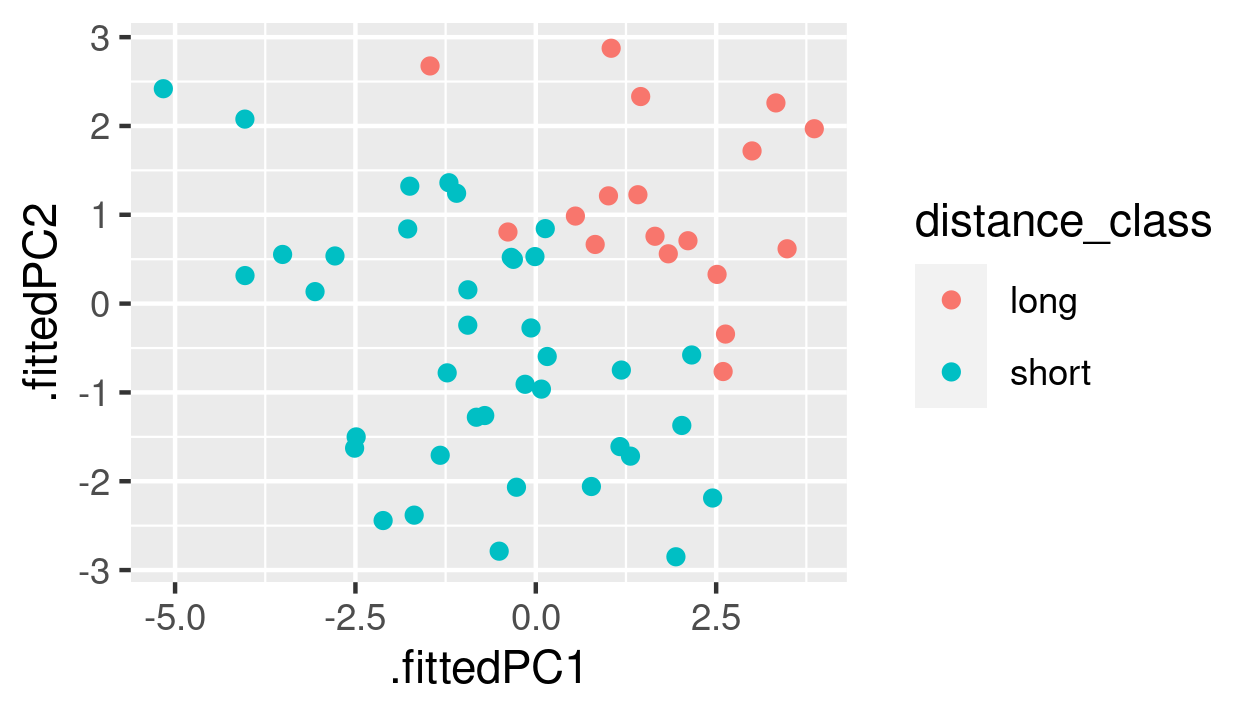 3
2
1
0
-1
-2
-3
.fittedPC2
-5.0 -2.5 0.0 2.5
.fittedPC1
distance_class
long
short